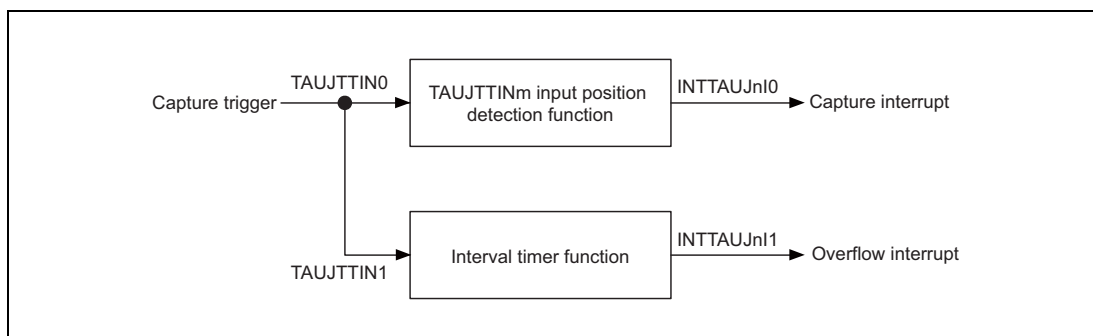 TAUJTTIN0
Capture trigger
TAUJTTINm input position
detection function
INTTAUJnI0
Capture interrupt
TAUJTTIN1
Interval timer function
INTTAUJnI1
Overflow interrupt